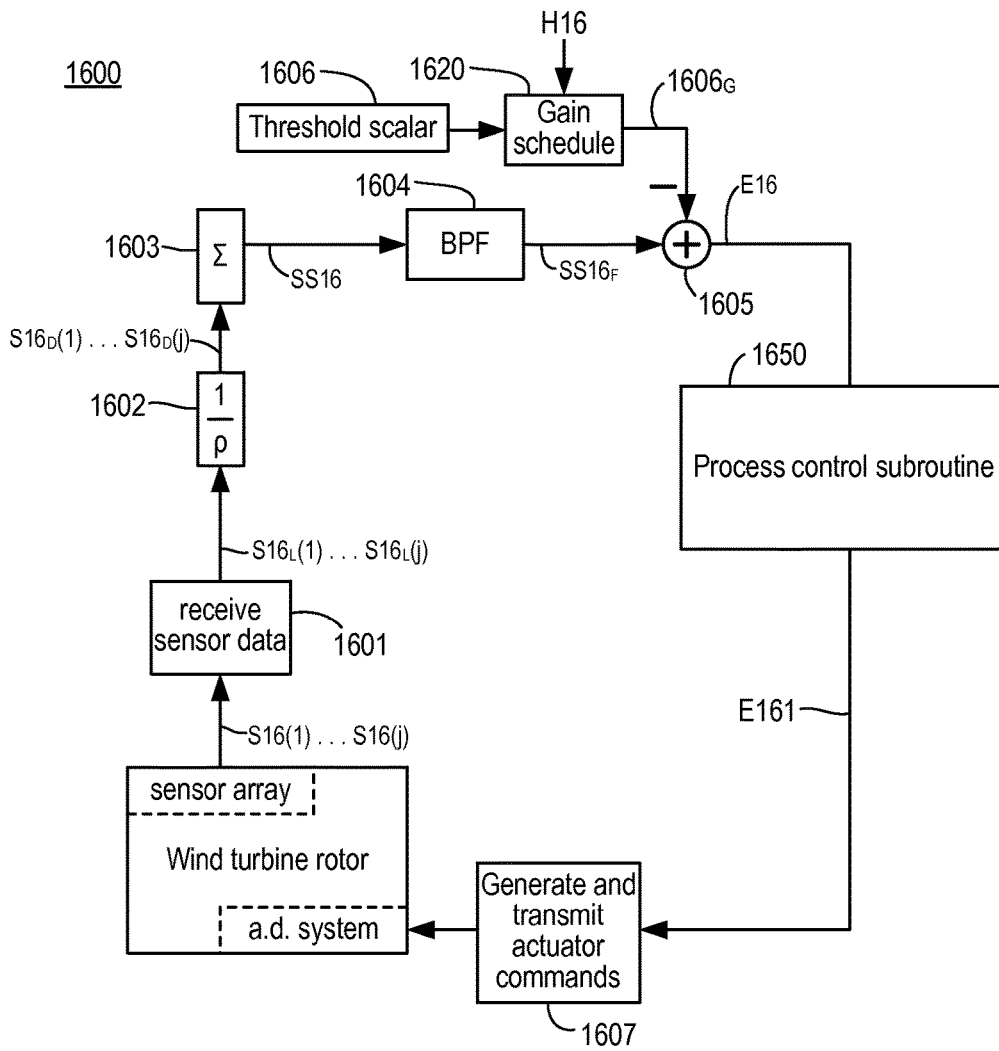 H16
1600
1606
1620
1606G
Threshold scalar
Gain
schedule
−
E16
1604
1603
Σ
BPF
+
SS16
SS16F
1605
S16D(1) . . . S16D(j)
1650
1602
1
ρ
Process control subroutine
S16L(1) . . . S16L(j)
receive
sensor data
1601
E161
S16(1) . . . S16(j)
sensor array
Wind turbine rotor
Generate and
transmit
actuator
commands
a.d. system
1607